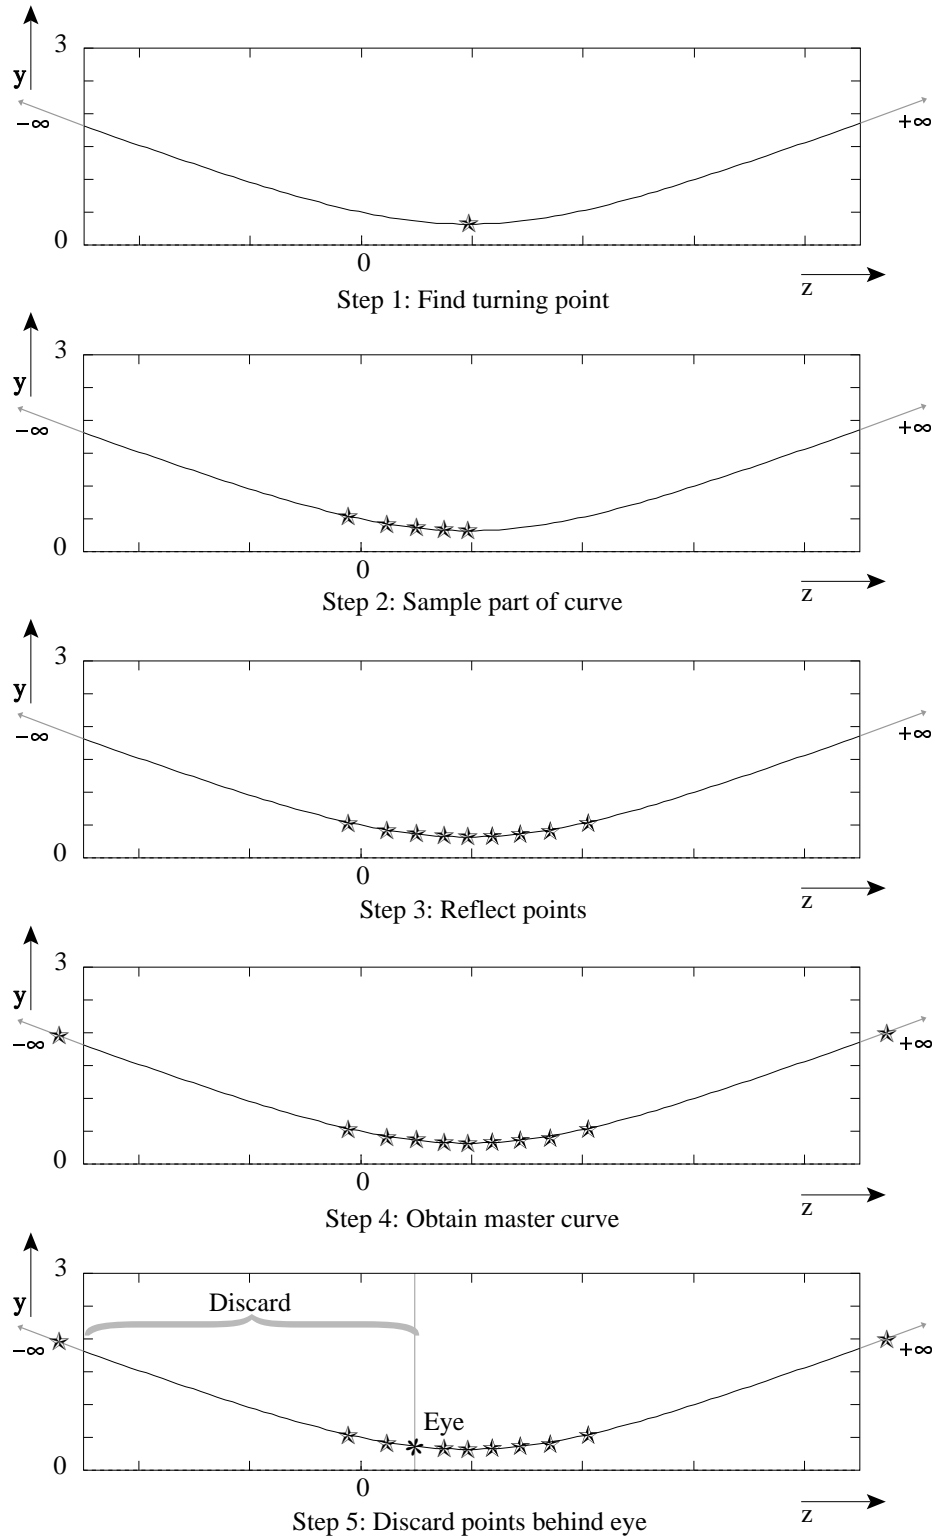 3
y
−∞
+∞
0
0
z
Step 1: Find turning point
3
y
−∞
+∞
0
0
z
Step 2: Sample part of curve
3
y
−∞
+∞
0
0
z
Step 3: Reflect points
3
y
−∞
+∞
0
0
z
Step 4: Obtain master curve
3
Discard
y
−∞
+∞
Eye
0
0
z
Step 5: Discard points behind eye